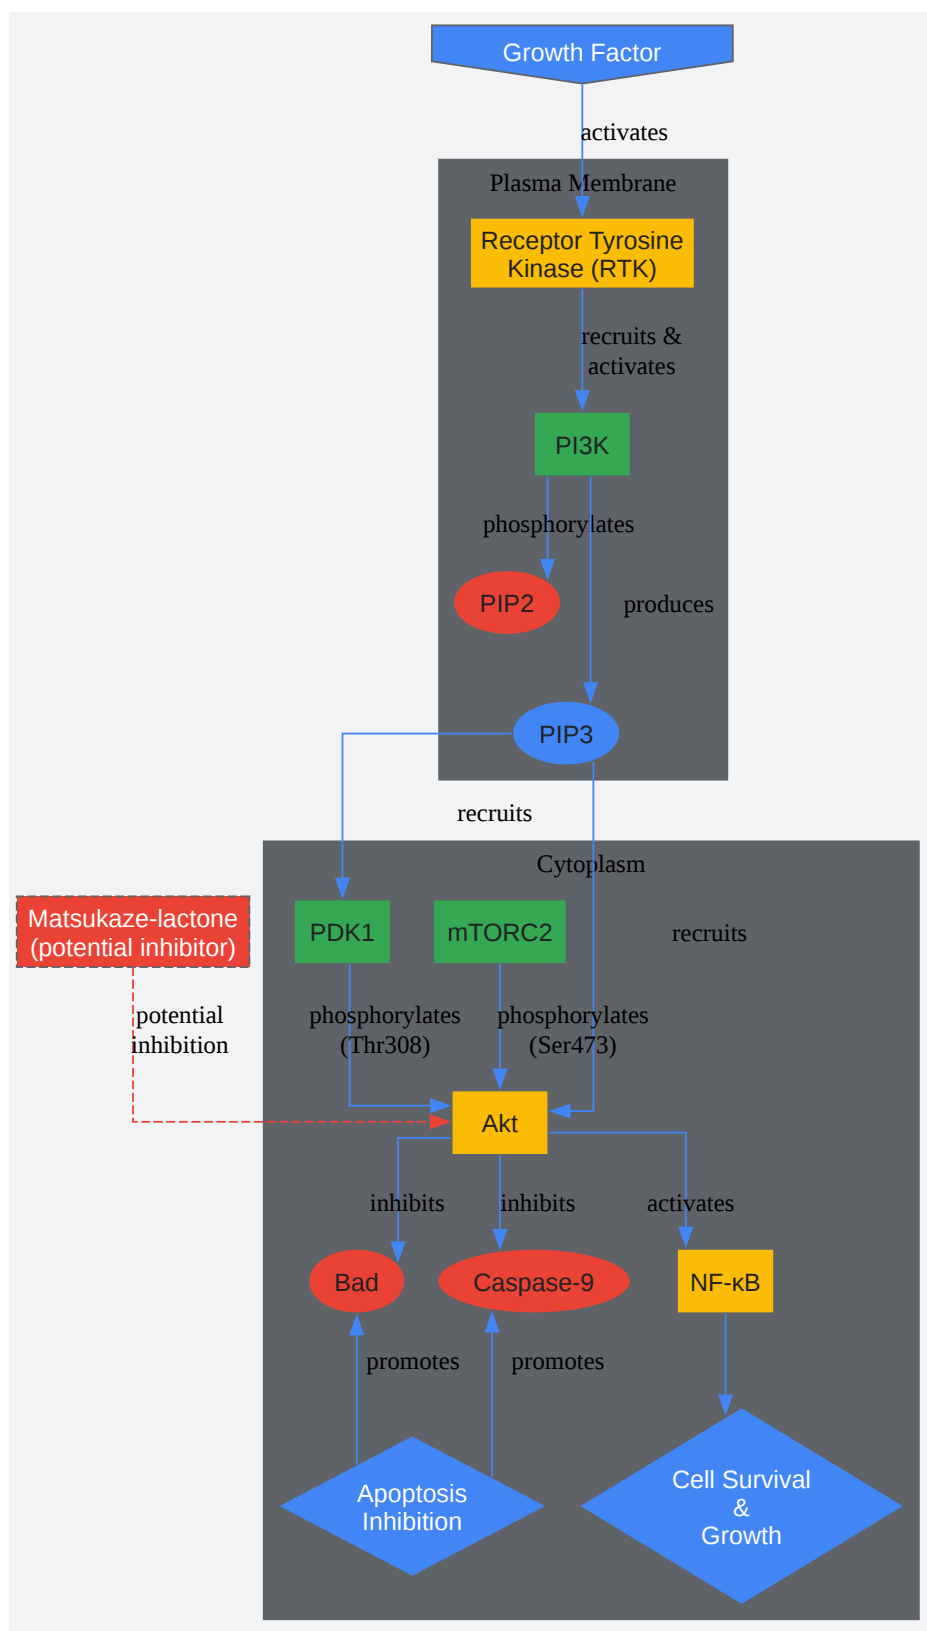 Growth Factor
activates
Plasma Membrane
Receptor Tyrosine
Kinase (RTK)
recruits &
activates
PI3K
phosphorylates
PIP2
produces
PIP3
recruits
Cytoplasm
Matsukaze-lactone
(potential inhibitor)
PDK1
mTORC2
recruits
potential
inhibition
phosphorylates
(Thr308)
phosphorylates
(Ser473)
Akt
inhibits
inhibits
activates
Bad
Caspase-9
NF-κB
promotes
promotes
Apoptosis
Inhibition
Cell Survival
&
Growth